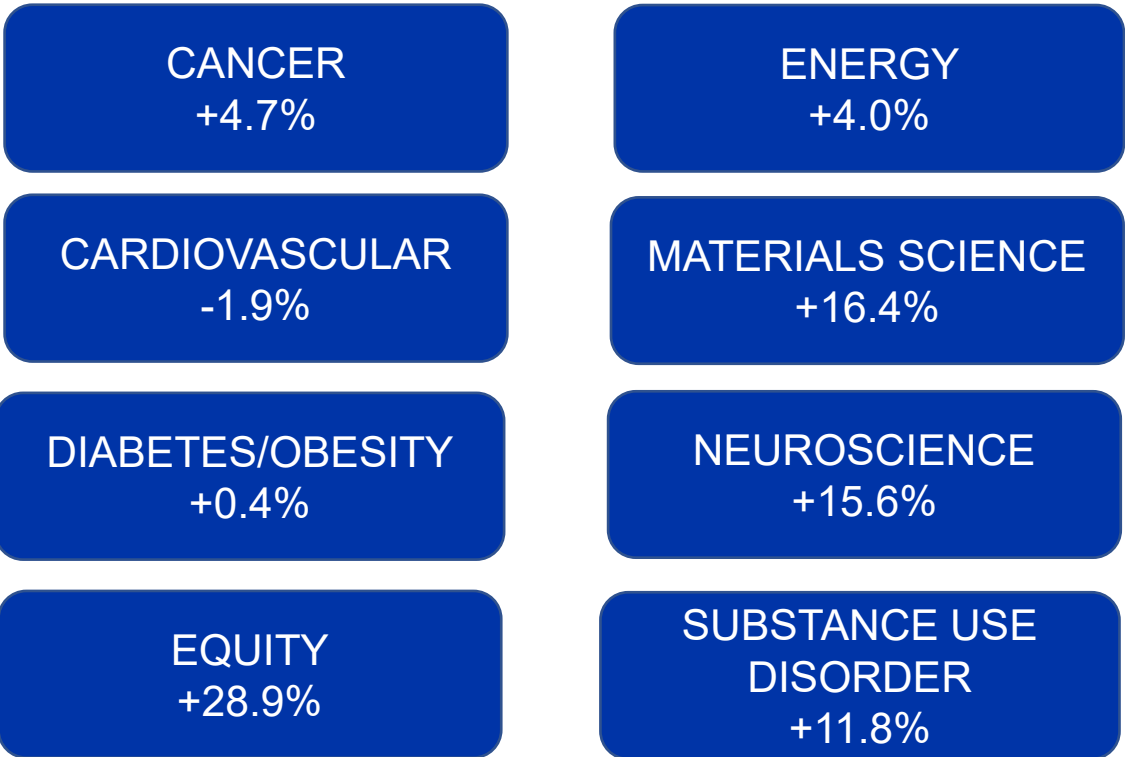 CANCER
+4.7%
ENERGY
+4.0%
CARDIOVASCULAR
-1.9%
MATERIALS SCIENCE
+16.4%
DIABETES/OBESITY
+0.4%
NEUROSCIENCE
+15.6%
EQUITY
+28.9%
SUBSTANCE USE
DISORDER
+11.8%